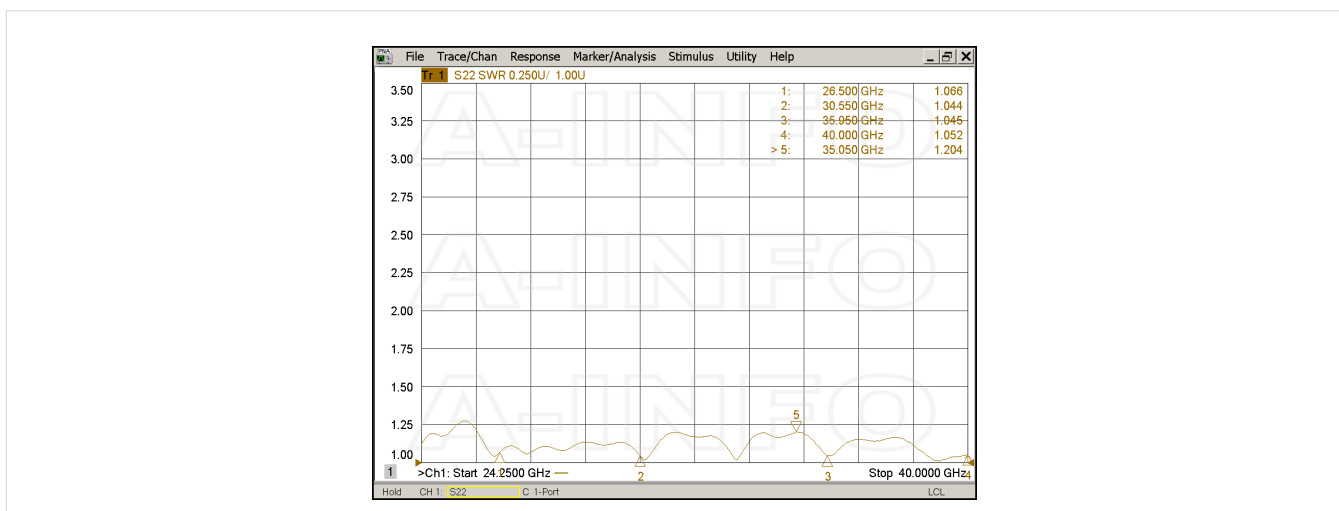 PNA File Trace/Chan Response Marker/Analysis Stimulus Utility Help
Tr 1 S22 SWR 0.250U/ 1.00U
3.50
1: 26.500 GHz 1.066
2: 30.550 GHz 1.044
3.25
3: 35.950 GHz 1.045
4: 40.000 GHz 1.052
> 5: 35.050 GHz 1.204
3.00
A-INFO
2.75
2.50
A-INFO
2.25
2.00
1.75
1.50
A-INFO
5
1.25
1.00
1 2 3 4
1 >Ch1: Start 24.2500 GHz Stop 40.0000 GHz
Hold CH 1: S22 C 1-Port LCL